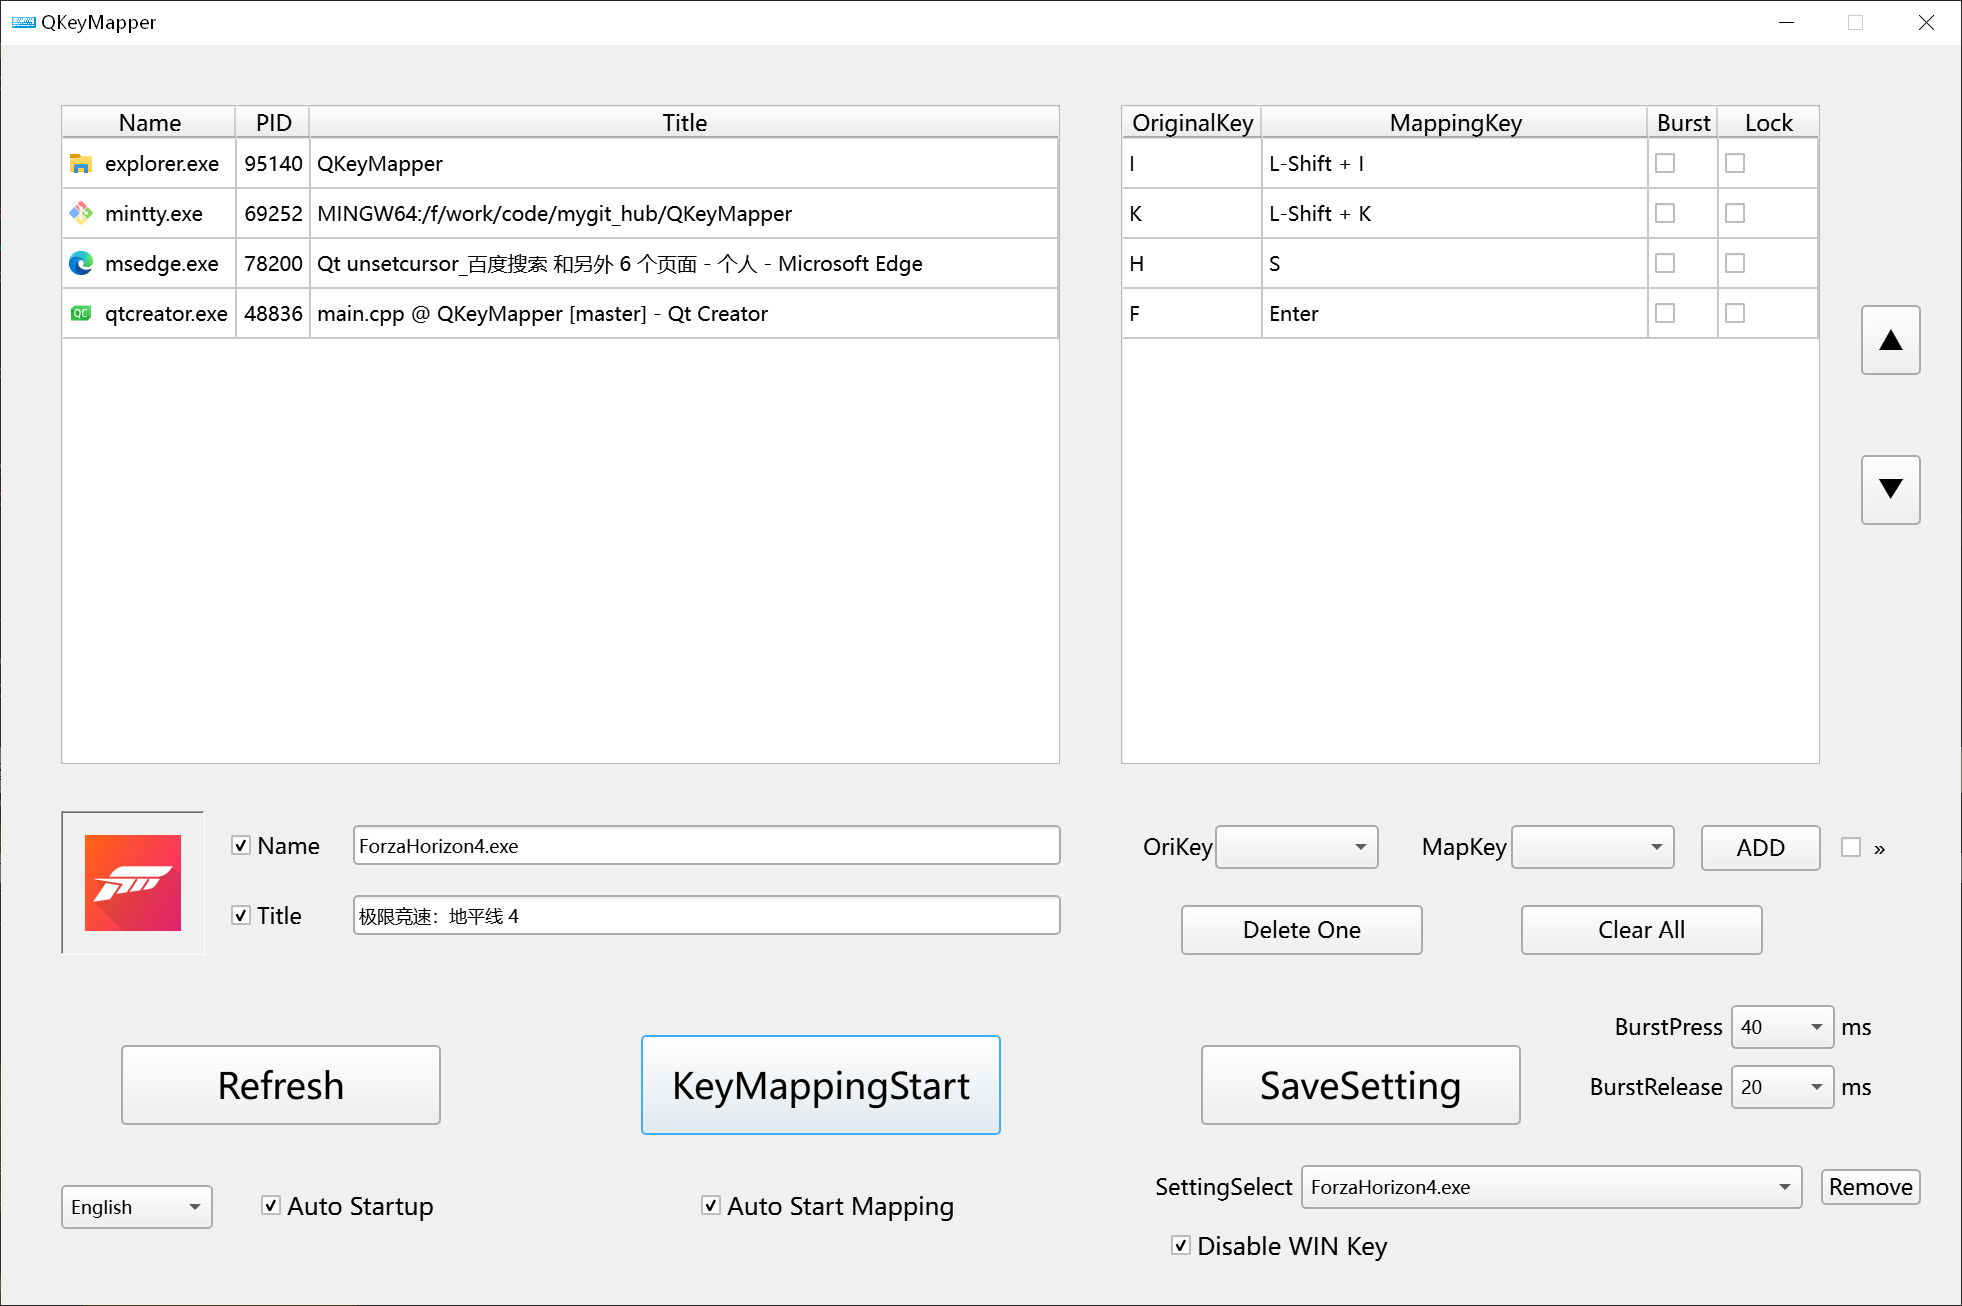 QKeyMapper
Name PID Title
explorer.exe 95140 QKeyMapper
mintty.exe 69252 MINGW64:/f/work/code/mygit_hub/QKeyMapper
msedge.exe 78200 Qt unsetcursor_百度搜索 和另外 6 个页面 - 个人 - Microsoft Edge
QC qtcreator.exe 48836 main.cpp @ QKeyMapper [master] - Qt Creator
OriginalKey MappingKey Burst Lock
I L-Shift + I
K L-Shift + K
H S
F Enter
▲
▼
Name ForzaHorizon4.exe
Title 极限竞速：地平线 4
OriKey MapKey ADD »
Delete One Clear All
Refresh KeyMappingStart SaveSetting
BurstPress 40 ms
BurstRelease 20 ms
English Auto Startup Auto Start Mapping
SettingSelect ForzaHorizon4.exe Remove
Disable WIN Key